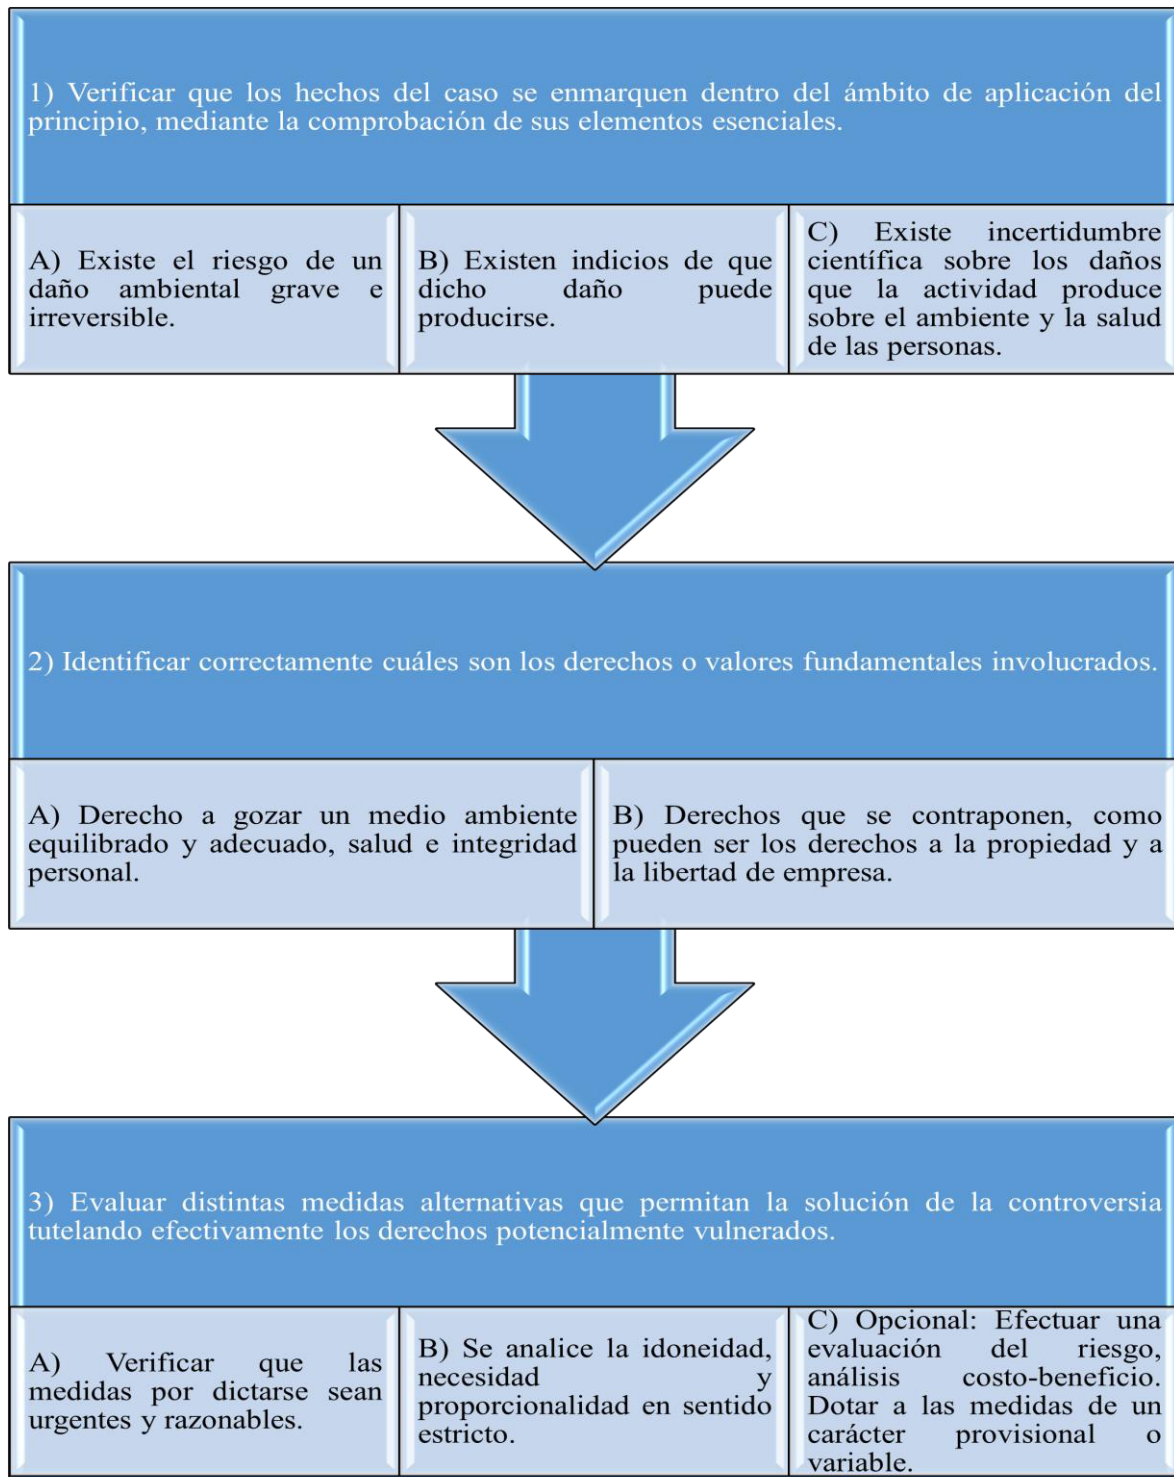 1) Verificar que los hechos del caso se enmarquen dentro del ámbito de aplicación del
principio, mediante la comprobación de sus elementos esenciales.
A) Existe el riesgo de un
daño ambiental grave e
irreversible.
B) Existen indicios de que
dicho daño puede
producirse.
C) Existe incertidumbre
científica sobre los daños
que la actividad produce
sobre el ambiente y la salud
de las personas.
2) Identificar correctamente cuáles son los derechos o valores fundamentales involucrados.
A) Derecho a gozar un medio ambiente
equilibrado y adecuado, salud e integridad
personal.
B) Derechos que se contraponen, como
pueden ser los derechos a la propiedad y a
la libertad de empresa.
3) Evaluar distintas medidas alternativas que permitan la solución de la controversia
tutelando efectivamente los derechos potencialmente vulnerados.
A) Verificar que las
medidas por dictarse sean
urgentes y razonables.
B) Se analice la idoneidad,
necesidad y
proporcionalidad en sentido
estricto.
C) Opcional: Efectuar una
evaluación del riesgo,
análisis costo-beneficio.
Dotar a las medidas de un
carácter provisional o
variable.